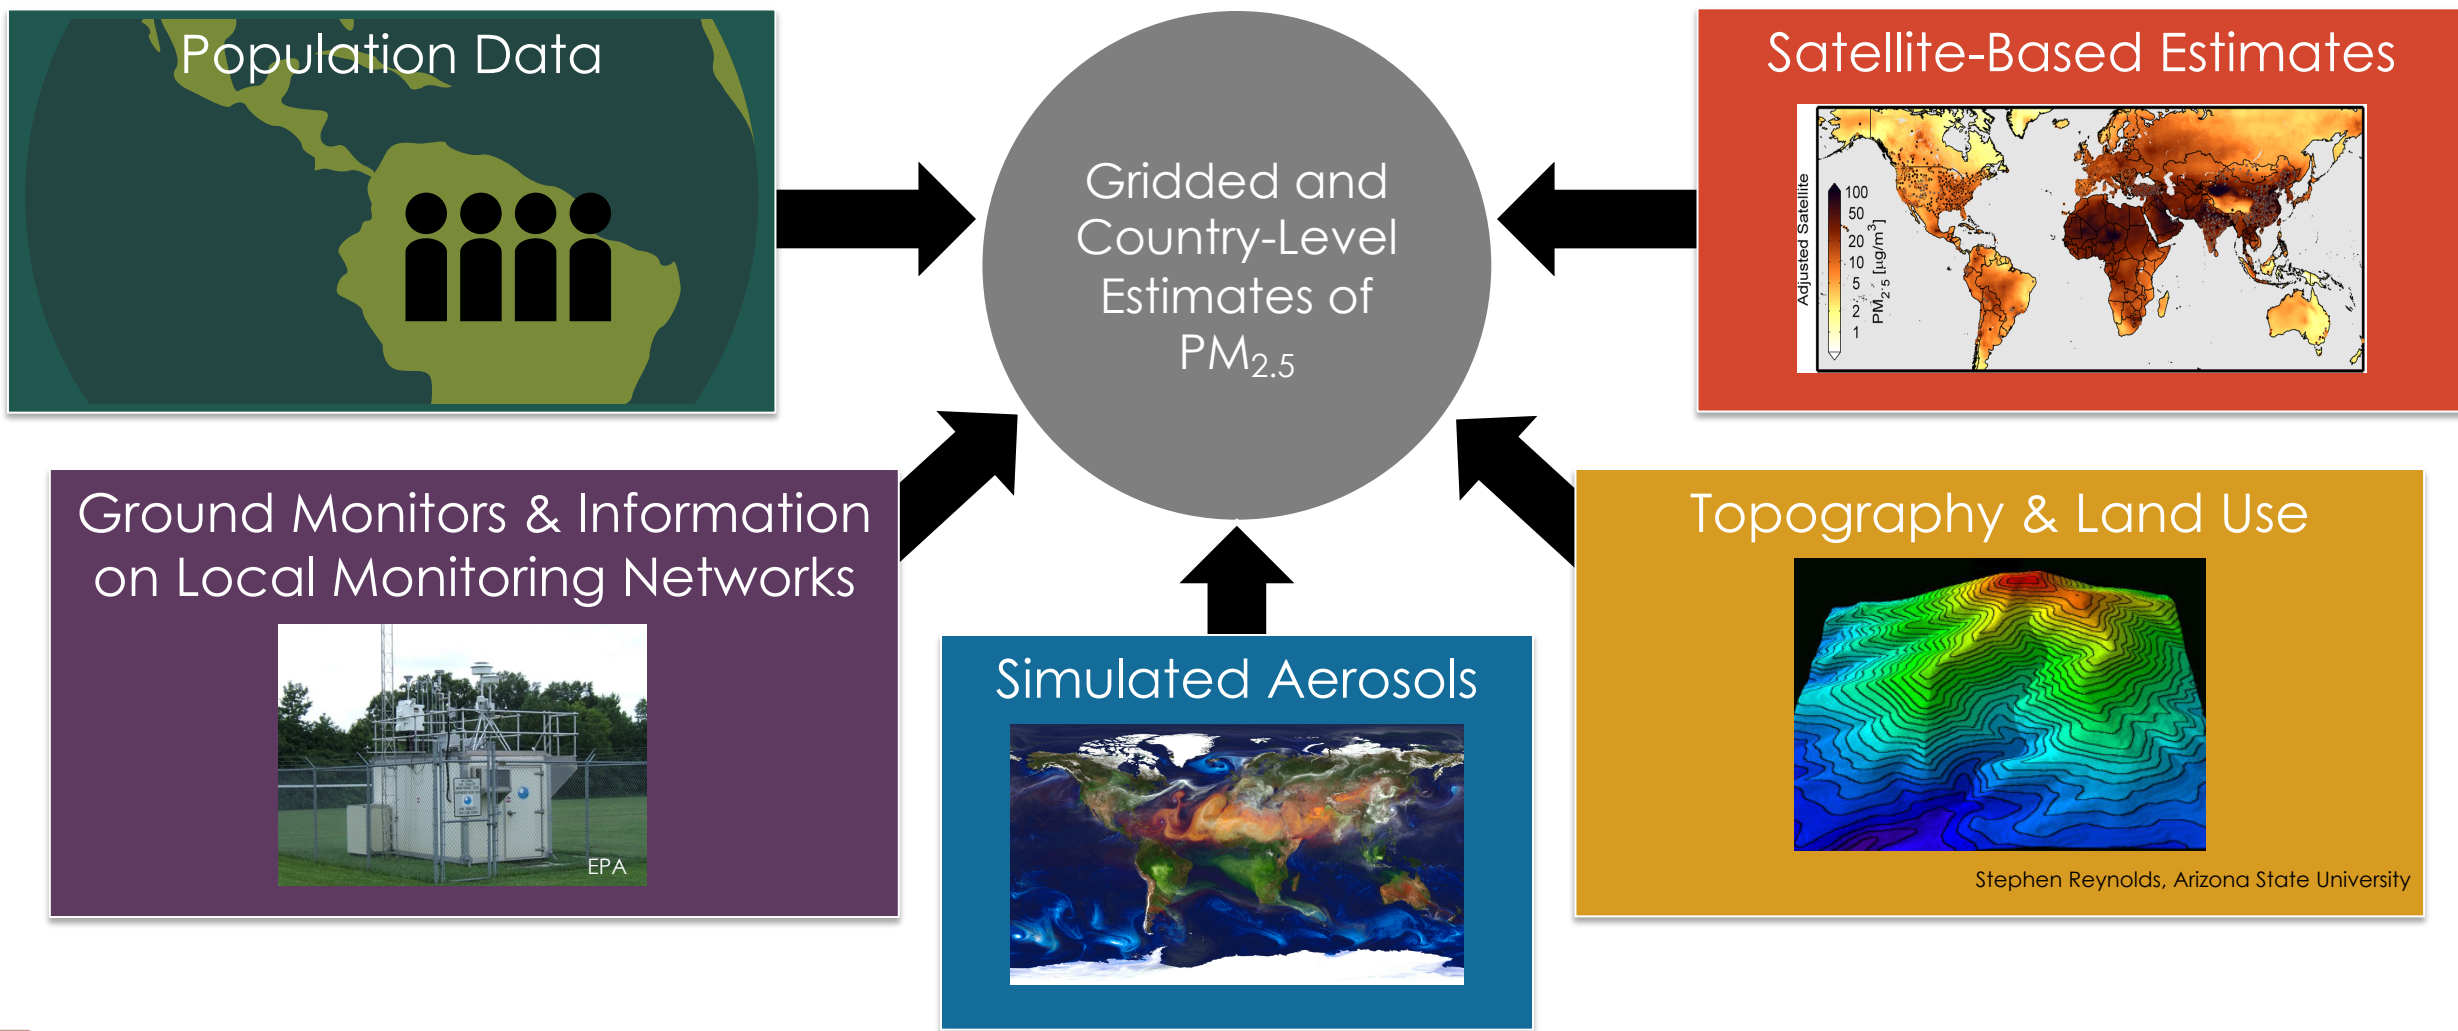 Population Data
Gridded and
Country-Level
Estimates of
PM2.5
Satellite-Based Estimates
Adjusted Satellite
100
50
20
10
5
2
1
PM2.5 [µg/m3]
Ground Monitors & Information
on Local Monitoring Networks
EPA
Simulated Aerosols
Topography & Land Use
Stephen Reynolds, Arizona State University